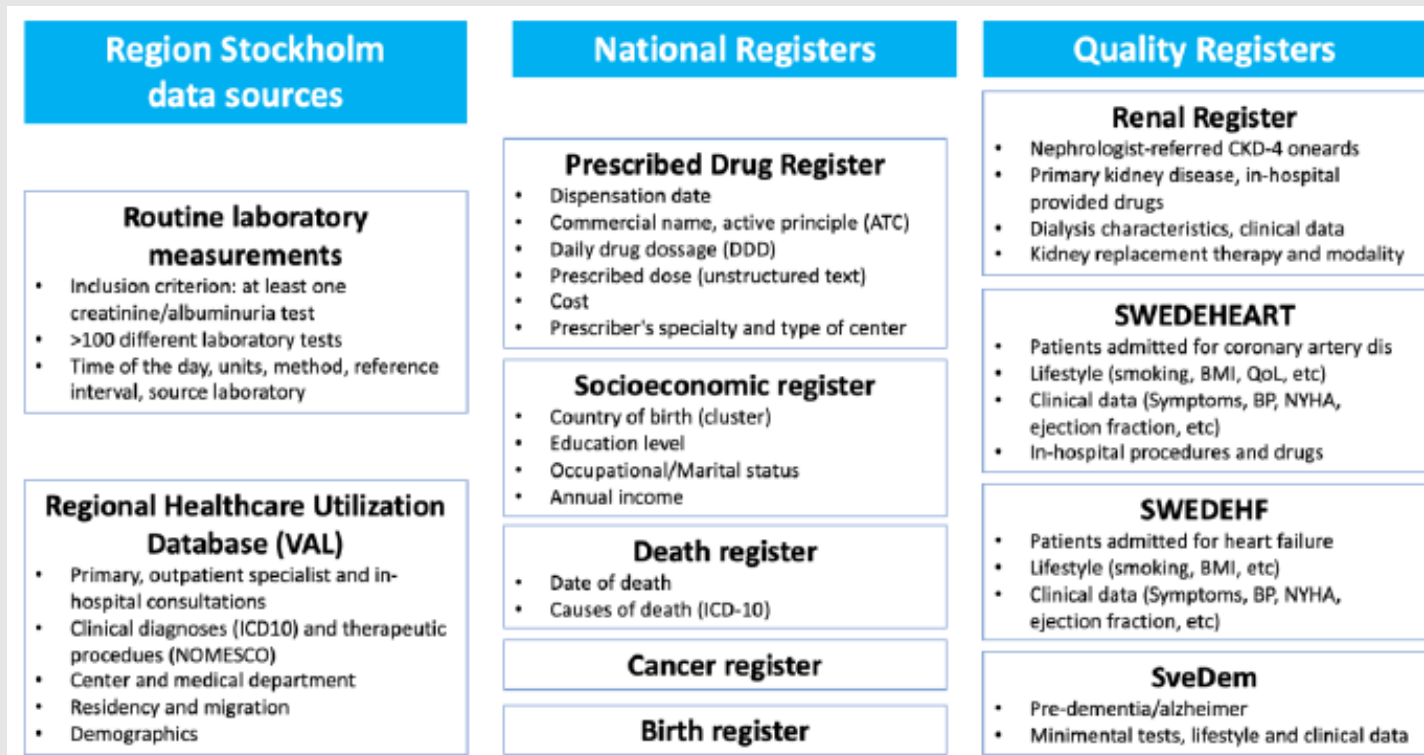 Region Stockholm
data sources
Routine laboratory
measurements
• Inclusion criterion: at least one
creatinine/albuminuria test
• >100 different laboratory tests
• Time of the day, units, method, reference
interval, source laboratory
Regional Healthcare Utilization
Database (VAL)
• Primary, outpatient specialist and in-
hospital consultations
• Clinical diagnoses (ICD10) and therapeutic
procedues (NOMESCO)
• Center and medical department
• Residency and migration
• Demographics
National Registers
Prescribed Drug Register
• Dispensation date
• Commercial name, active principle (ATC)
• Daily drug dossage (DDD)
• Prescribed dose (unstructured text)
• Cost
• Prescriber's specialty and type of center
Socioeconomic register
• Country of birth (cluster)
• Education level
• Occupational/Marital status
• Annual income
Death register
• Date of death
• Causes of death (ICD-10)
Cancer register
Birth register
Quality Registers
Renal Register
• Nephrologist-referred CKD-4 oneards
• Primary kidney disease, in-hospital
provided drugs
• Dialysis characteristics, clinical data
• Kidney replacement therapy and modality
SWEDEHEART
• Patients admitted for coronary artery dis
• Lifestyle (smoking, BMI, QoL, etc)
• Clinical data (Symptoms, BP, NYHA,
ejection fraction, etc)
• In-hospital procedures and drugs
SWEDEHF
• Patients admitted for heart failure
• Lifestyle (smoking, BMI, etc)
• Clinical data (Symptoms, BP, NYHA,
ejection fraction, etc)
SveDem
• Pre-dementia/alzheimer
• Minimental tests, lifestyle and clinical data